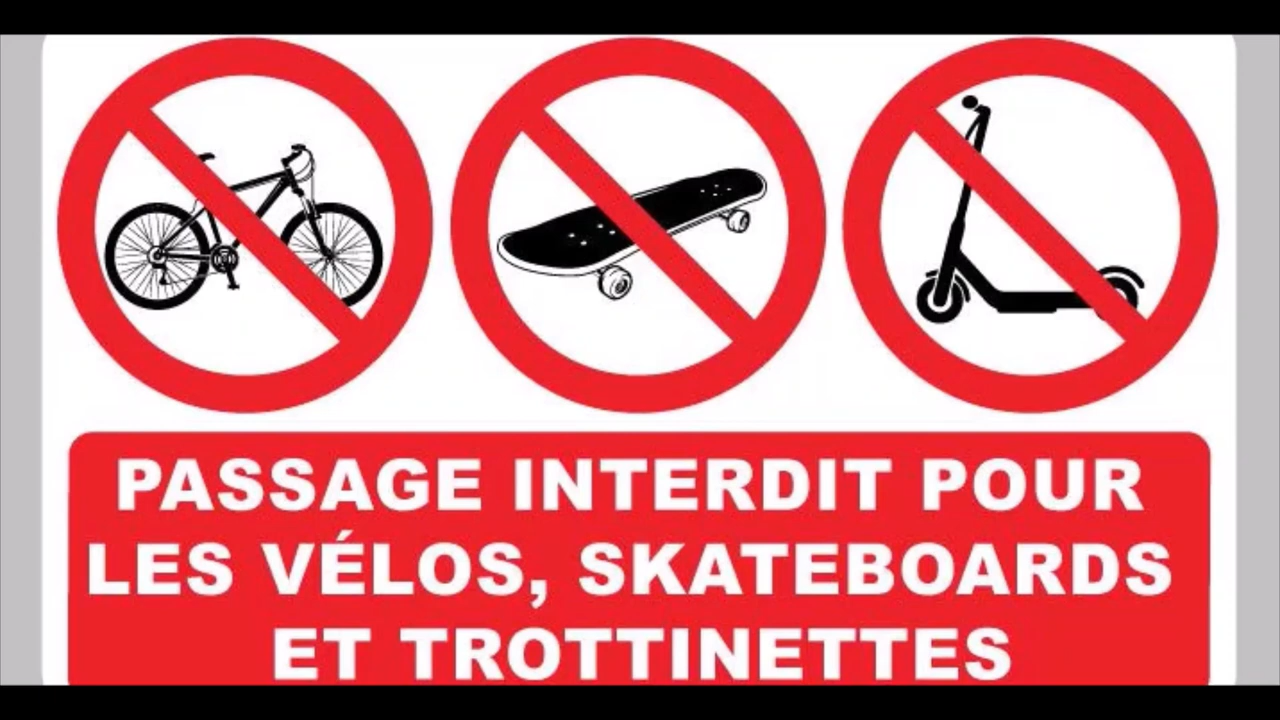 PASSAGE INTERDIT POUR
LES VÉLOS, SKATEBOARDS
ET TROTTINETTES